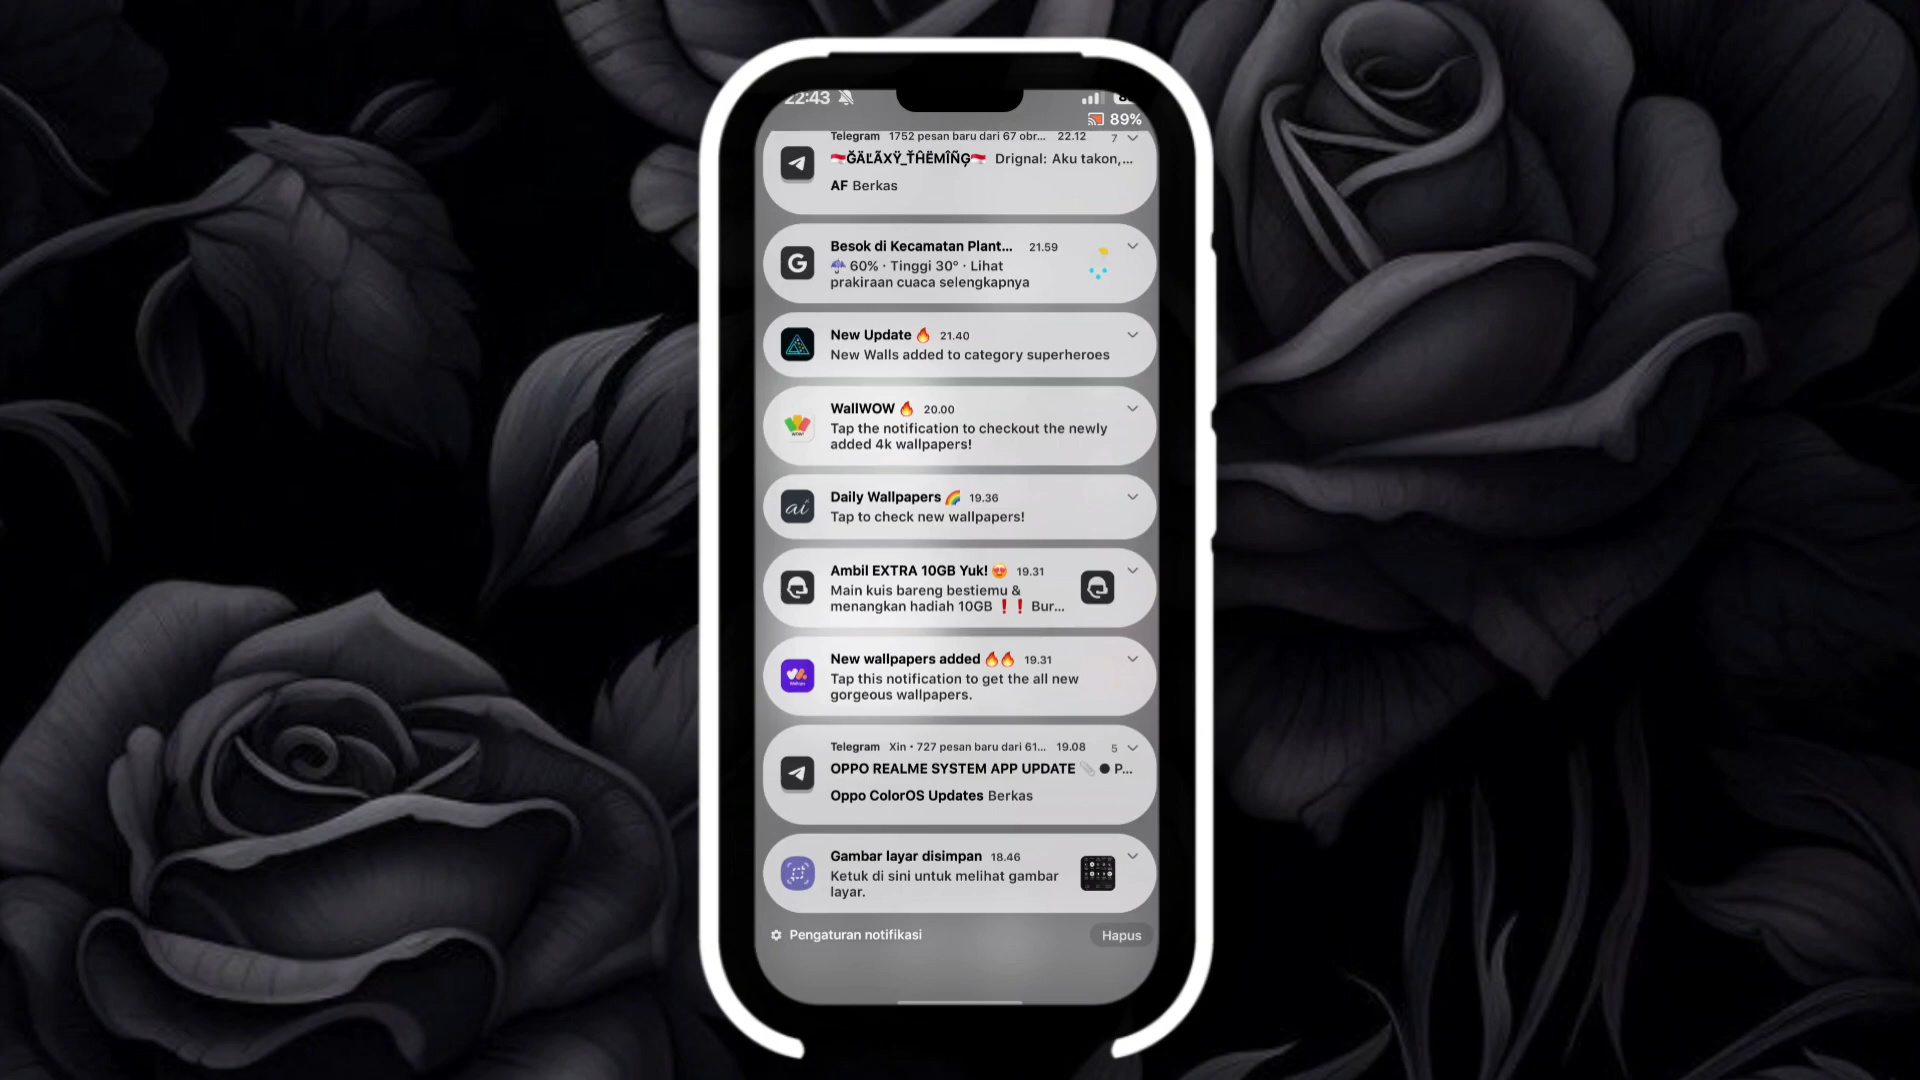 22:43
89%
Telegram 1752 pesan baru dari 67 obr... 22.12 7
🇮🇩ĞÄĽÃXŸ_ŤĤËMÎÑĢ🇮🇩 Drignal: Aku takon,...
AF Berkas
Besok di Kecamatan Plant... 21.59
☔ 60% · Tinggi 30° · Lihat
prakiraan cuaca selengkapnya
New Update 🔥 21.40
New Walls added to category superheroes
WallWOW 🔥 20.00
Tap the notification to checkout the newly
added 4k wallpapers!
Daily Wallpapers 🌈 19.36
Tap to check new wallpapers!
ai
Ambil EXTRA 10GB Yuk! 😍 19.31
Main kuis bareng bestiemu &
menangkan hadiah 10GB ❗❗ Bur...
New wallpapers added 🔥🔥 19.31
Tap this notification to get the all new
gorgeous wallpapers.
Telegram Xin • 727 pesan baru dari 61... 19.08 5
OPPO REALME SYSTEM APP UPDATE 📎 ● P...
Oppo ColorOS Updates Berkas
Gambar layar disimpan 18.46
Ketuk di sini untuk melihat gambar
layar.
Pengaturan notifikasi
Hapus